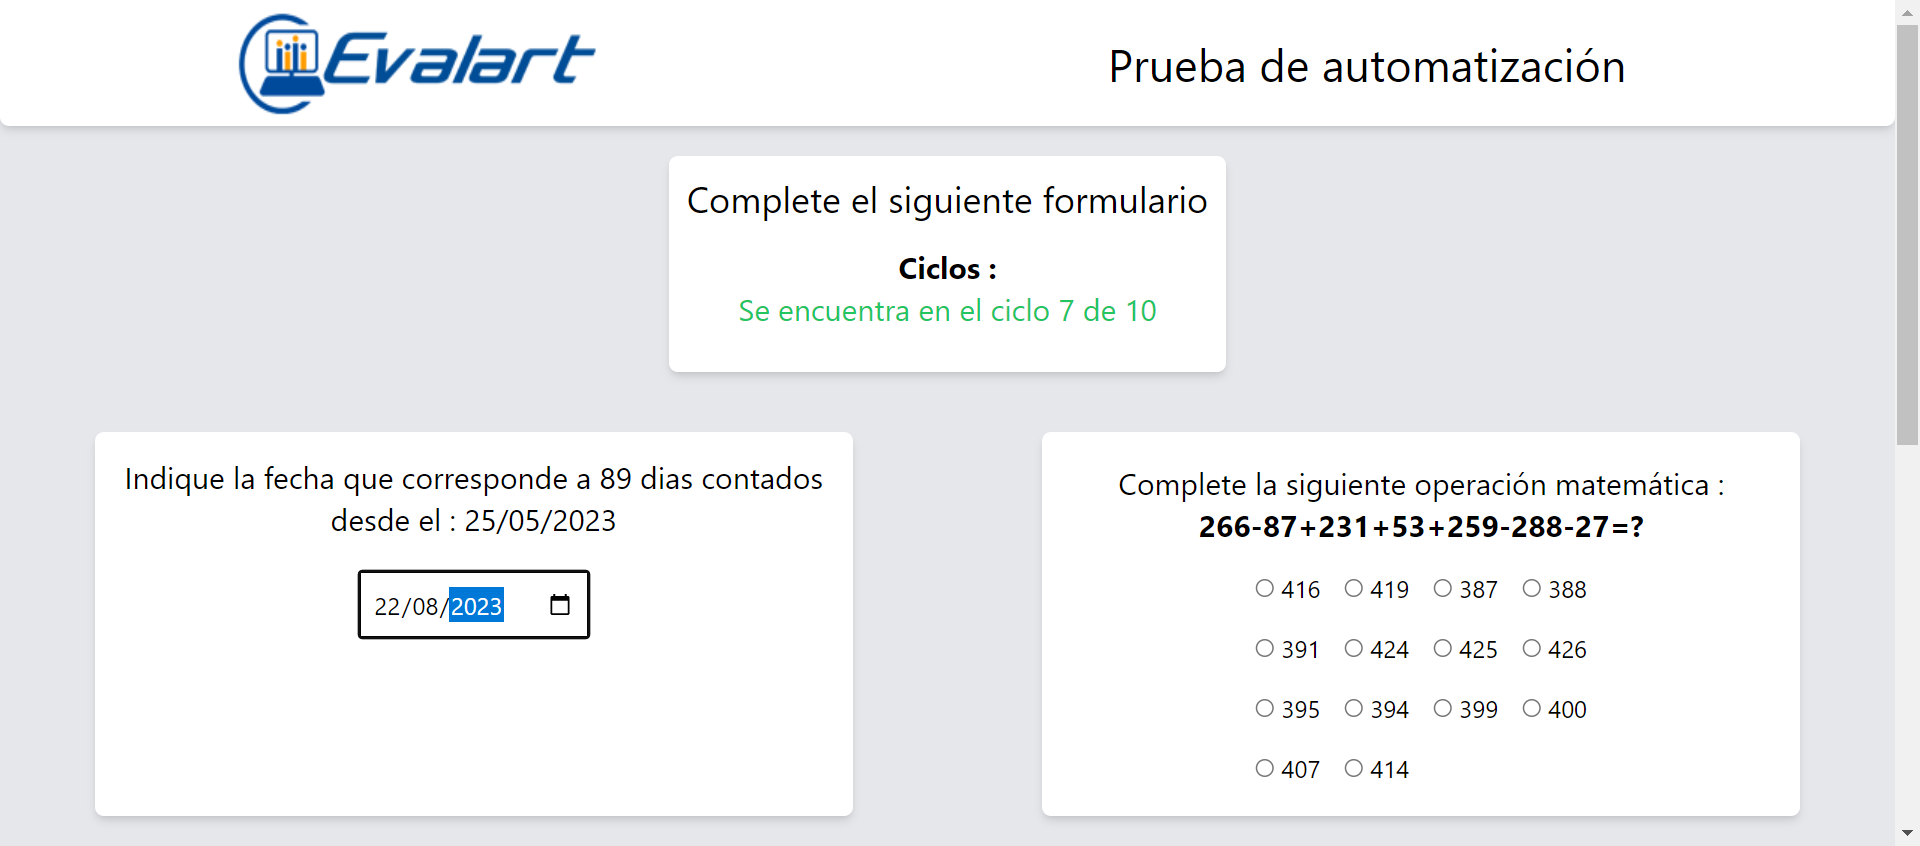 Evalart
Prueba de automatización
Complete el siguiente formulario
Ciclos :
Se encuentra en el ciclo 7 de 10
Indique la fecha que corresponde a 89 dias contados
desde el : 25/05/2023
22/08/2023
Complete la siguiente operación matemática :
266-87+231+53+259-288-27=?
416 419 387 388
391 424 425 426
395 394 399 400
407 414